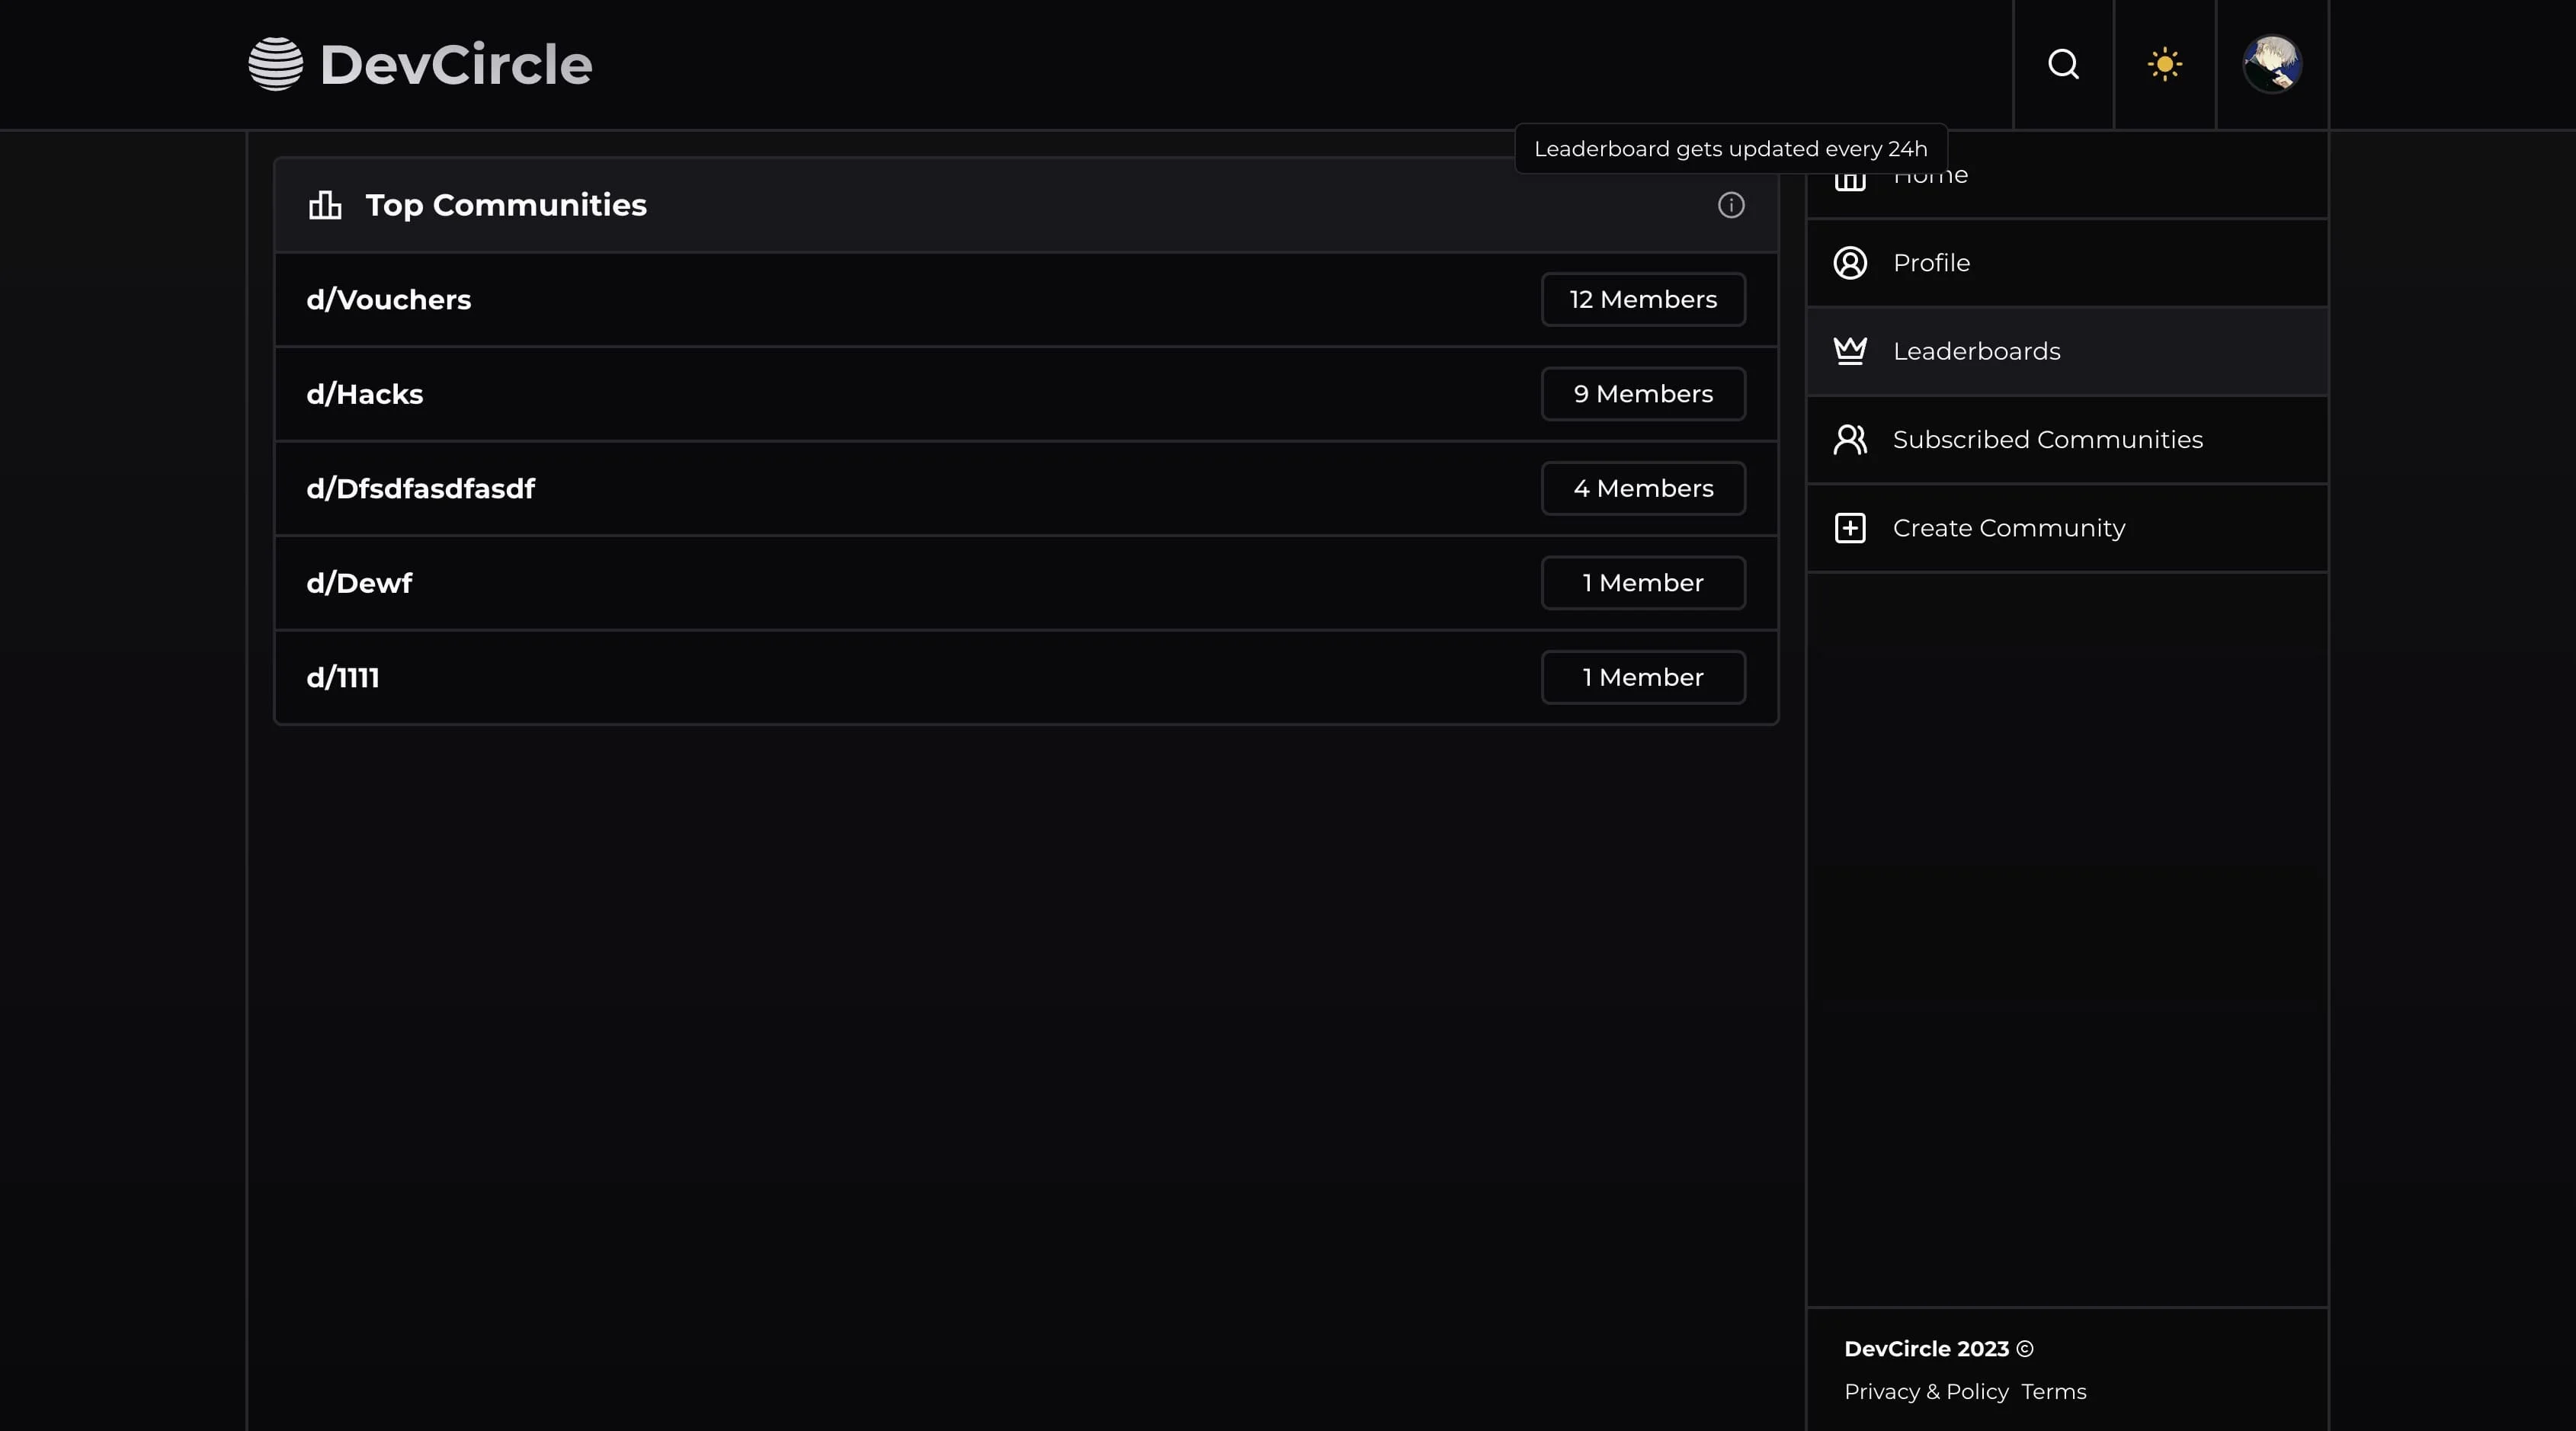 DevCircle
Leaderboard gets updated every 24h
Top Communities
d/Vouchers
12 Members
d/Hacks
9 Members
d/Dfsdfasdfasdf
4 Members
d/Dewf
1 Member
d/1111
1 Member
Home
Profile
Leaderboards
Subscribed Communities
Create Community
DevCircle 2023 ©
Privacy & Policy Terms